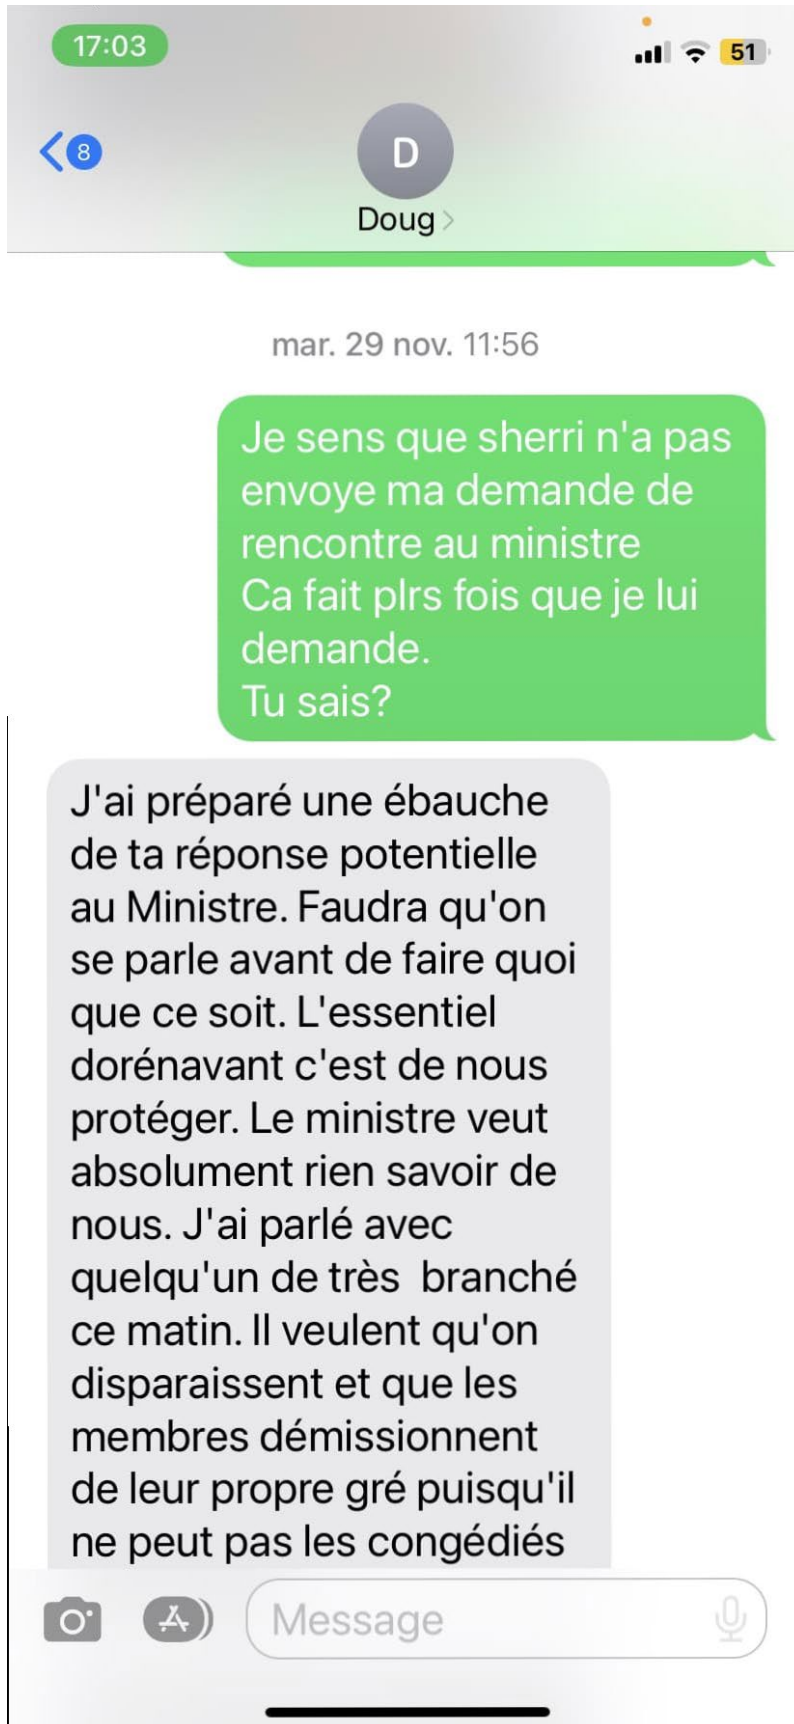 17:03
51
8
D
Doug
mar. 29 nov. 11:56
Je sens que sherri n'a pas
envoye ma demande de
rencontre au ministre
Ca fait plrs fois que je lui
demande.
Tu sais?
J'ai préparé une ébauche
de ta réponse potentielle
au Ministre. Faudra qu'on
se parle avant de faire quoi
que ce soit. L'essentiel
dorénavant c'est de nous
protéger. Le ministre veut
absolument rien savoir de
nous. J'ai parlé avec
quelqu'un de très  branché
ce matin. Il veulent qu'on
disparaissent et que les
membres démissionnent
de leur propre gré puisqu'il
ne peut pas les congédiés
Message